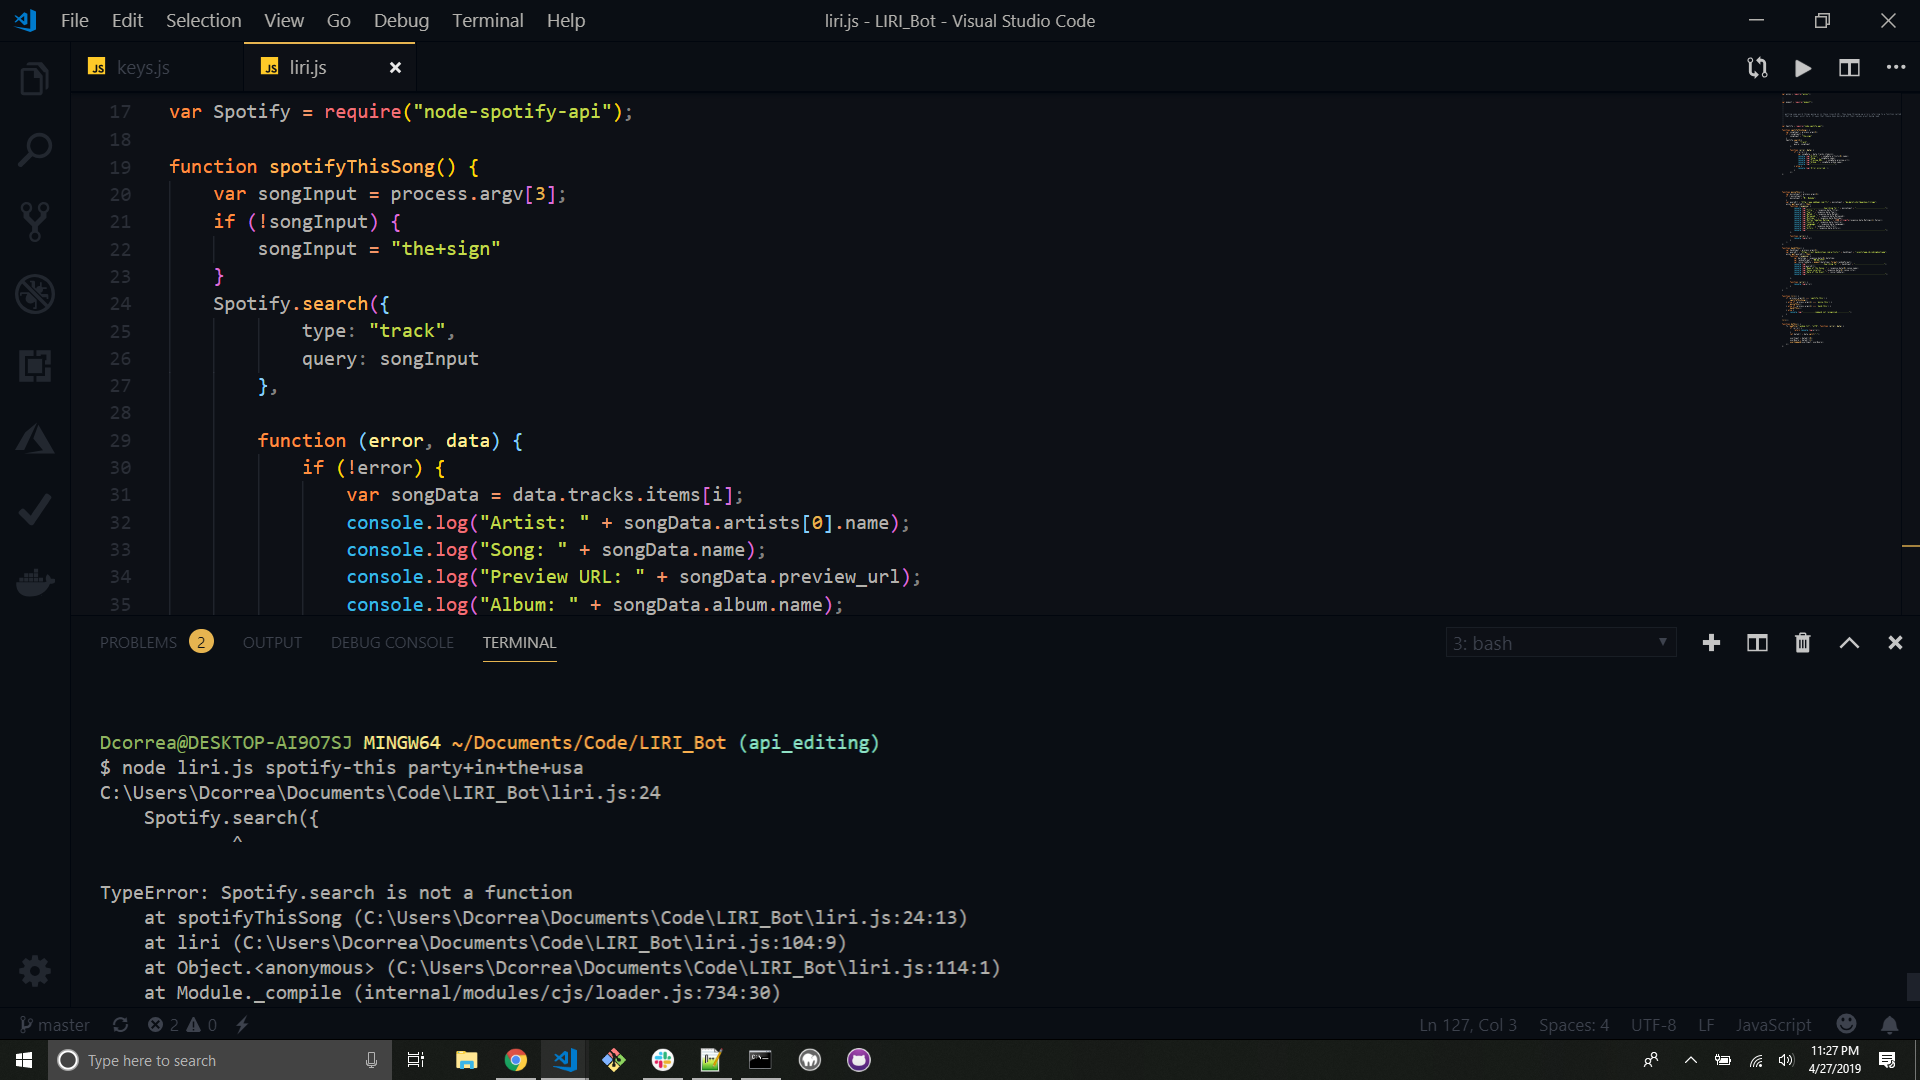 File Edit Selection View Go Debug Terminal Help
liri.js - LIRI_Bot - Visual Studio Code
JS keys.js
JS liri.js
17 var Spotify = require("node-spotify-api");
18
19 function spotifyThisSong() {
20 var songInput = process.argv[3];
21 if (!songInput) {
22 songInput = "the+sign"
23 }
24 Spotify.search({
25 type: "track",
26 query: songInput
27 },
28
29 function (error, data) {
30 if (!error) {
31 var songData = data.tracks.items[i];
32 console.log("Artist: " + songData.artists[0].name);
33 console.log("Song: " + songData.name);
34 console.log("Preview URL: " + songData.preview_url);
35 console.log("Album: " + songData.album.name);
PROBLEMS 2 OUTPUT DEBUG CONSOLE TERMINAL
3: bash
Dcorrea@DESKTOP-AI9O7SJ MINGW64 ~/Documents/Code/LIRI_Bot (api_editing)
$ node liri.js spotify-this party+in+the+usa
C:\Users\Dcorrea\Documents\Code\LIRI_Bot\liri.js:24
Spotify.search({
^
TypeError: Spotify.search is not a function
at spotifyThisSong (C:\Users\Dcorrea\Documents\Code\LIRI_Bot\liri.js:24:13)
at liri (C:\Users\Dcorrea\Documents\Code\LIRI_Bot\liri.js:104:9)
at Object.<anonymous> (C:\Users\Dcorrea\Documents\Code\LIRI_Bot\liri.js:114:1)
at Module._compile (internal/modules/cjs/loader.js:734:30)
master 2 0
Ln 127, Col 3 Spaces: 4 UTF-8 LF JavaScript
Type here to search
11:27 PM
4/27/2019